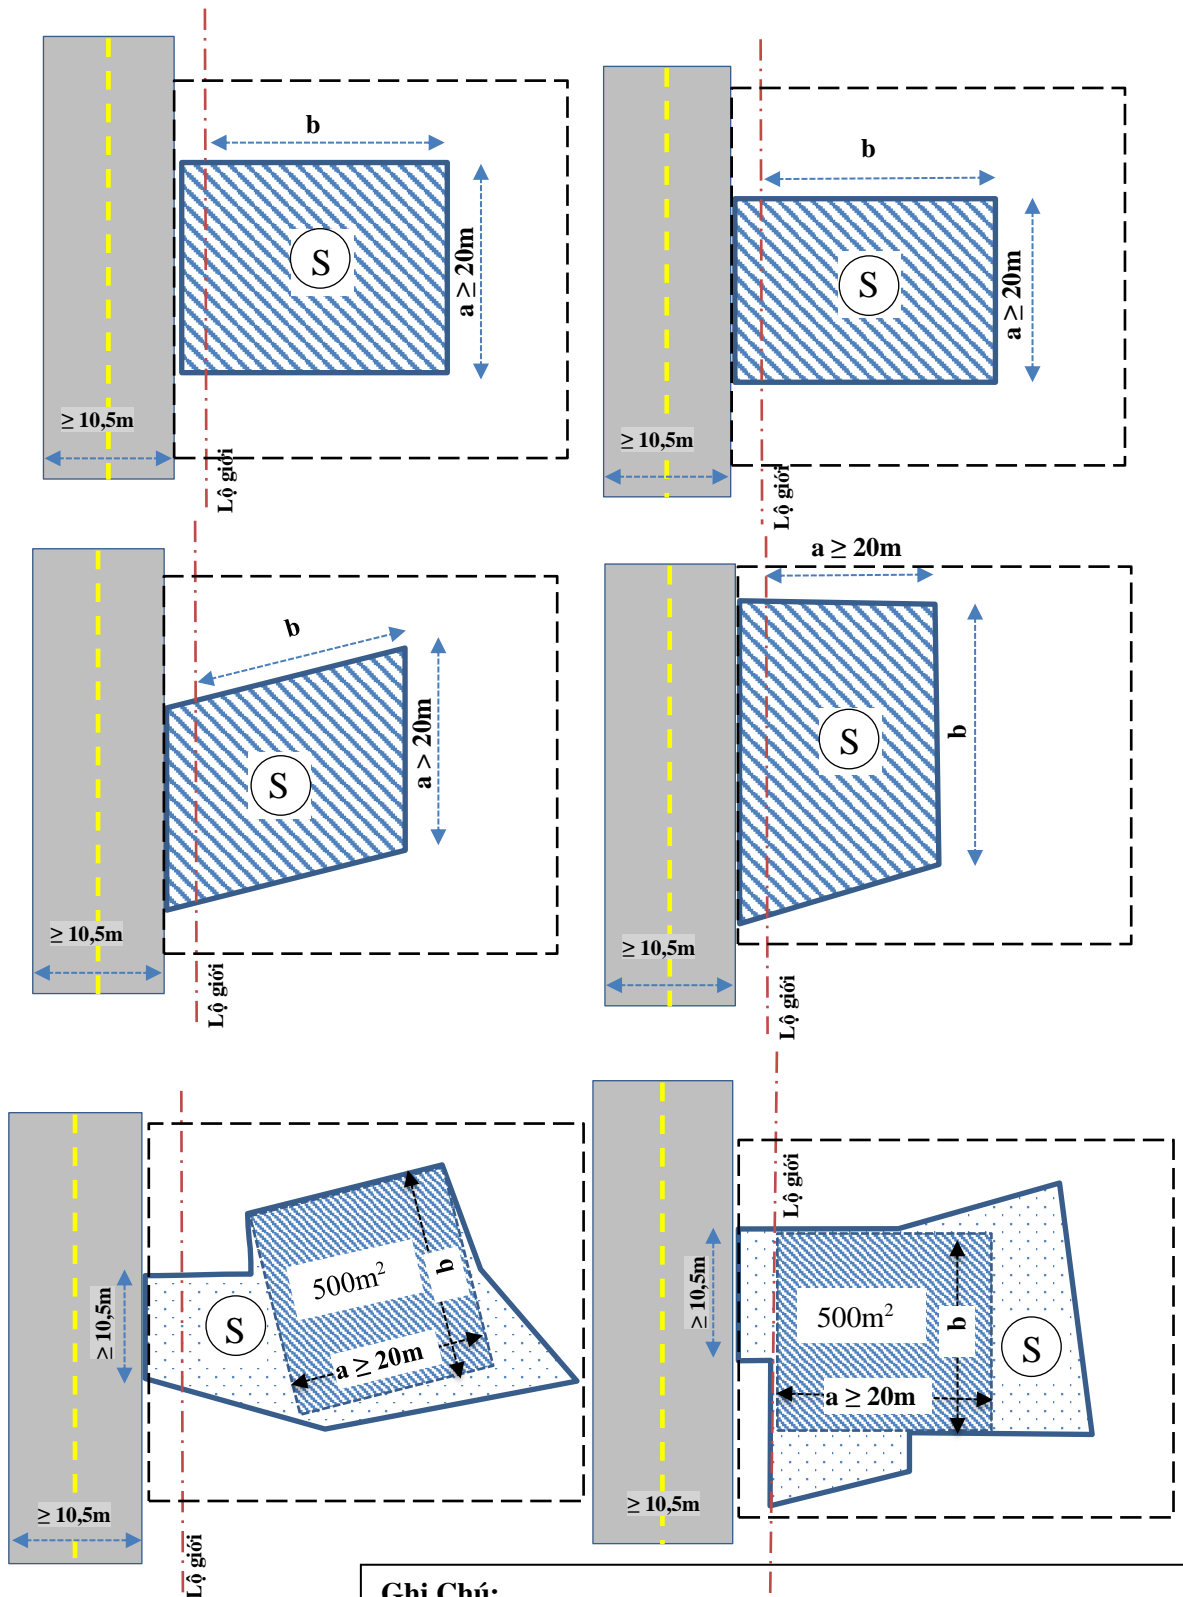 b
S
a ≥ 20m
≥ 10,5m
Lộ giới
b
S
a ≥ 20m
≥ 10,5m
Lộ giới
b
S
a > 20m
≥ 10,5m
Lộ giới
a ≥ 20m
S
b
≥ 10,5m
Lộ giới
500m²
b
≥ 10,5m
S
a ≥ 20m
≥ 10,5m
Lộ giới
Lộ giới
≥ 10,5m
500m²
b
S
a ≥ 20m
≥ 10,5m
Ghi Chú: